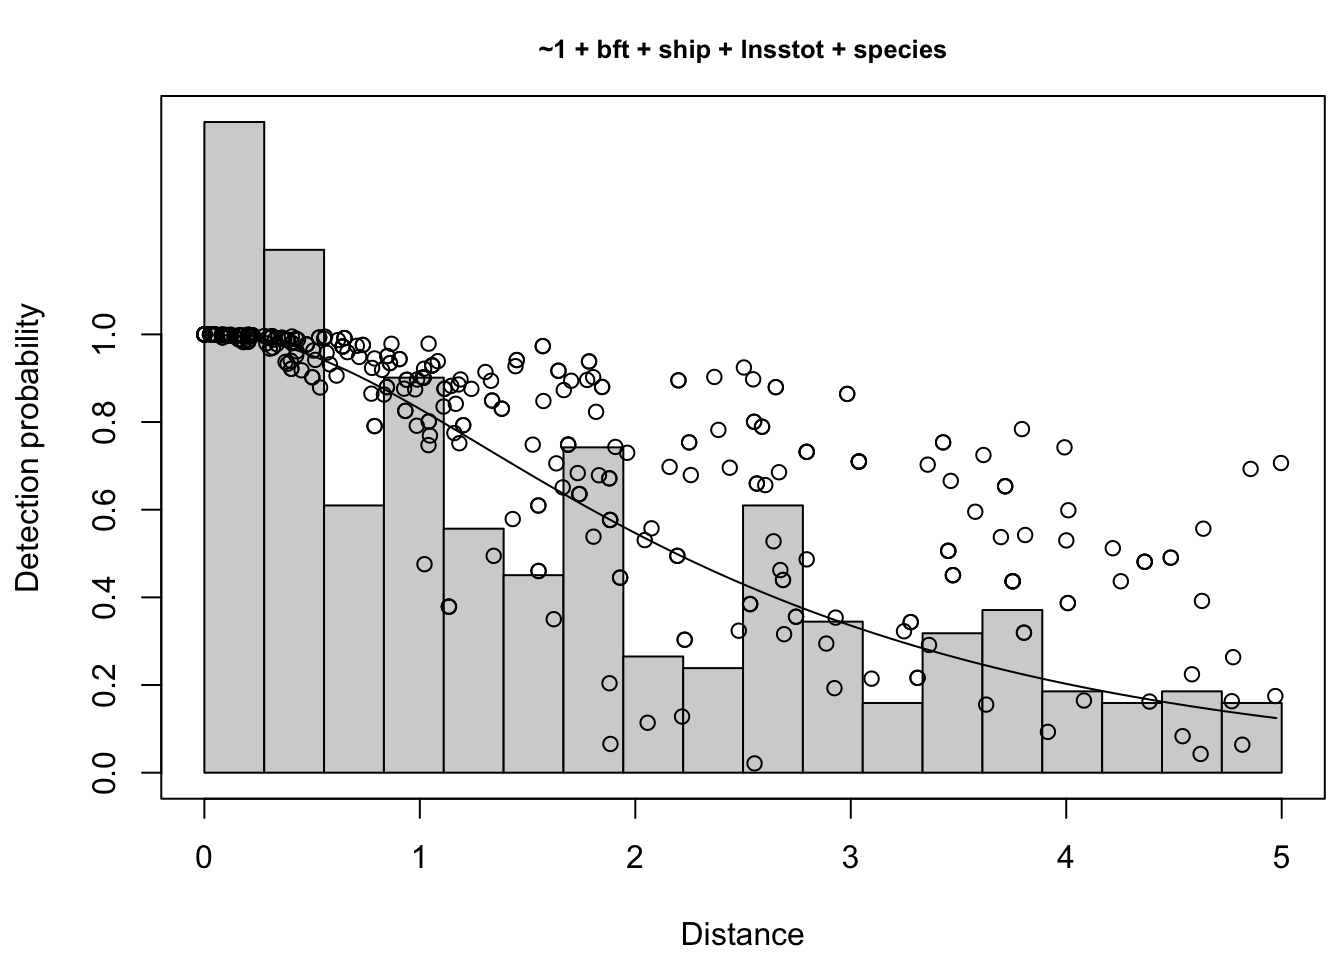 ~1 + bft + ship + lnsstot + species
Detection probability
1.0
0.8
0.6
0.4
0.2
0.0
0 1 2 3 4 5
Distance